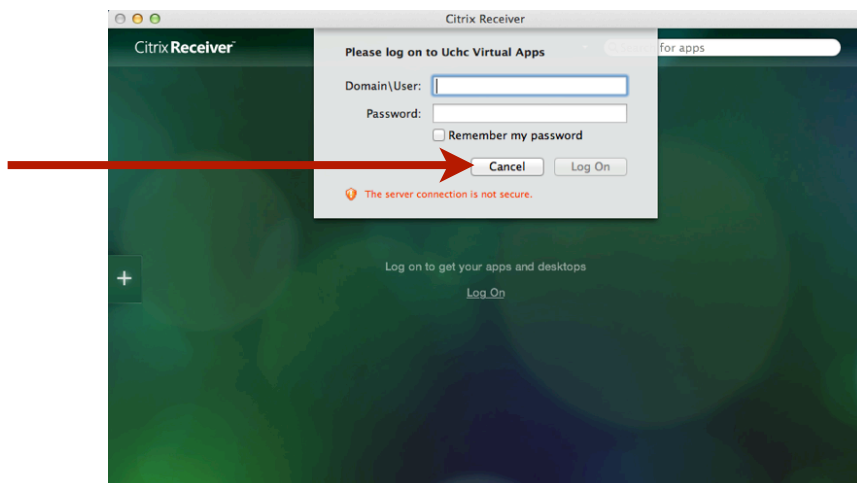 Citrix Receiver
Citrix Receiver™
for apps
Please log on to Uchc Virtual Apps
Domain\User:
Password:
Remember my password
Cancel
Log On
The server connection is not secure.
Log on to get your apps and desktops
Log On
+